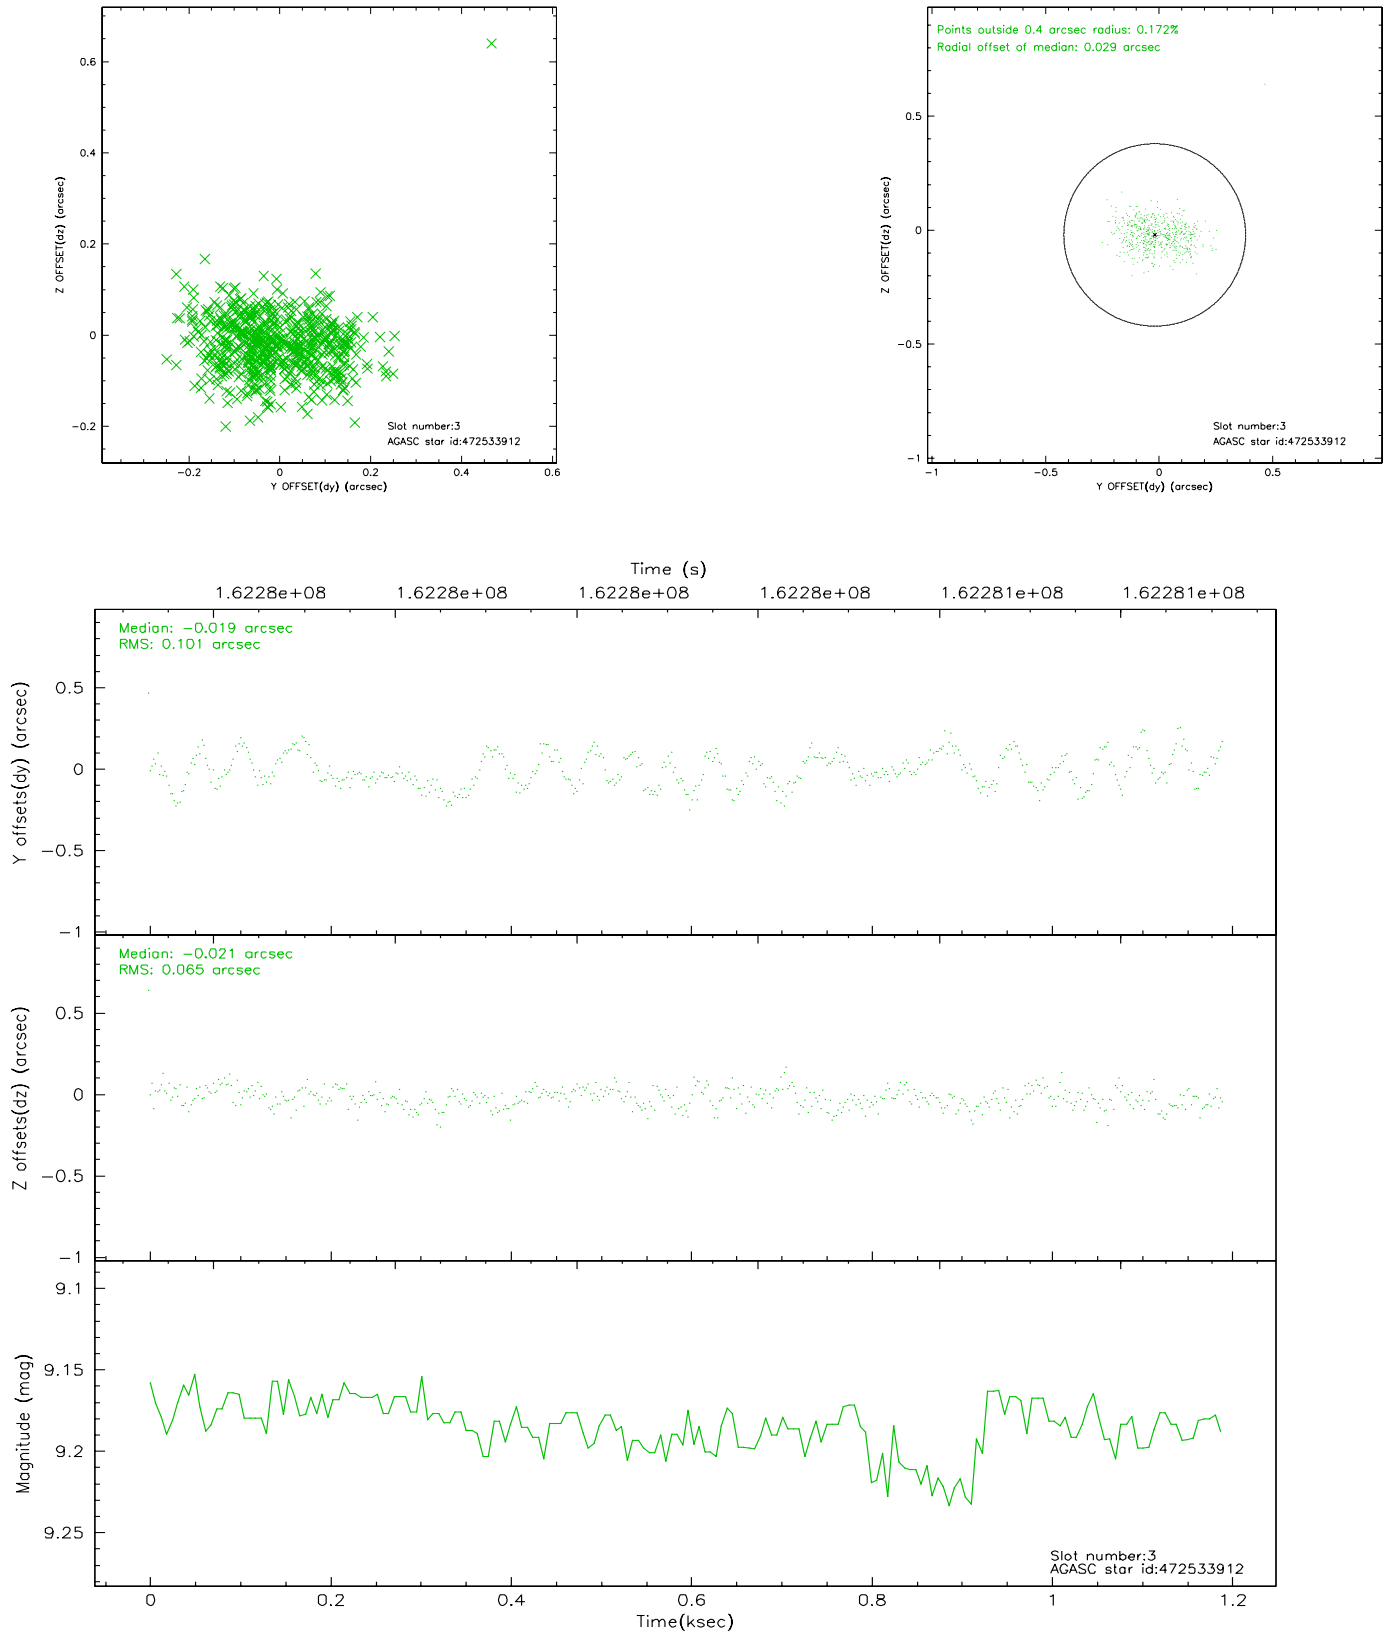 0.6
0.4
0.2
0
−0.2
Z OFFSET(dz) (arcsec)
−0.2 0 0.2 0.4 0.6
Y OFFSET(dy) (arcsec)
Slot number:3
AGASC star id:472533912
Points outside 0.4 arcsec radius: 0.172%
Radial offset of median: 0.029 arcsec
0.5
0
−0.5
−1
Z OFFSET(dz) (arcsec)
−1 −0.5 0 0.5
Y OFFSET(dy) (arcsec)
Slot number:3
AGASC star id:472533912
Time (s)
1.6228e+08 1.6228e+08 1.6228e+08 1.6228e+08 1.62281e+08 1.62281e+08
Median: −0.019 arcsec
RMS: 0.101 arcsec
0.5
0
−0.5
−1
Y offsets(dy) (arcsec)
Median: −0.021 arcsec
RMS: 0.065 arcsec
0.5
0
−0.5
−1
Z offsets(dz) (arcsec)
9.1
9.15
9.2
9.25
Magnitude (mag)
Slot number:3
AGASC star id:472533912
0 0.2 0.4 0.6 0.8 1 1.2
Time(ksec)